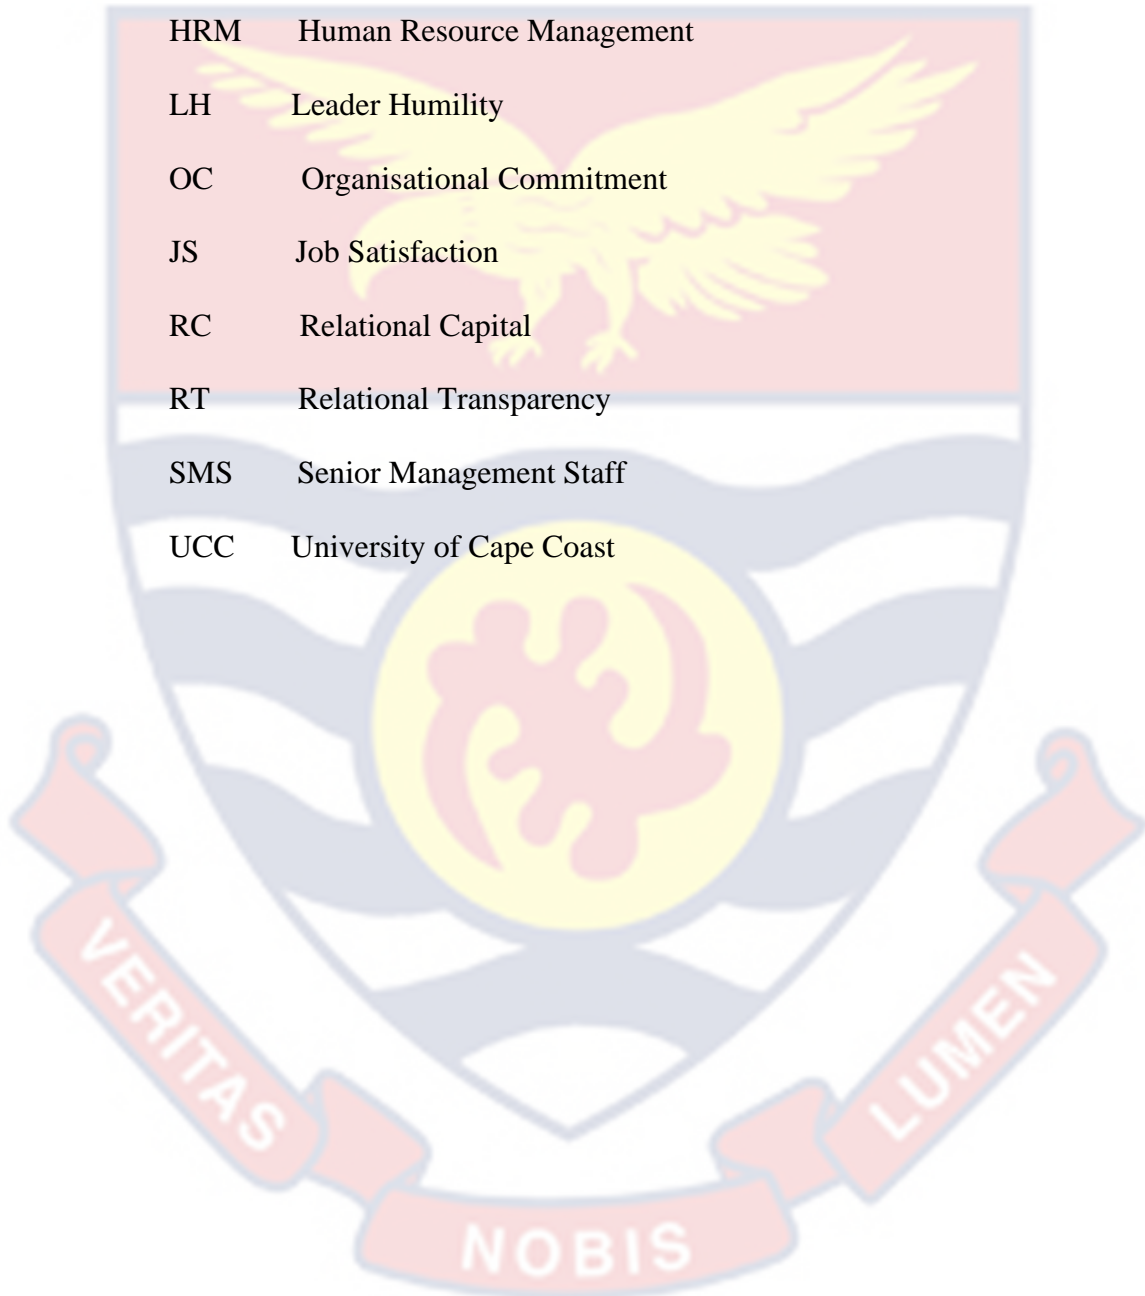 HRM Human Resource Management
LH Leader Humility
OC Organisational Commitment
JS Job Satisfaction
RC Relational Capital
RT Relational Transparency
SMS Senior Management Staff
UCC University of Cape Coast
VERITAS
NOBIS
LUMEN